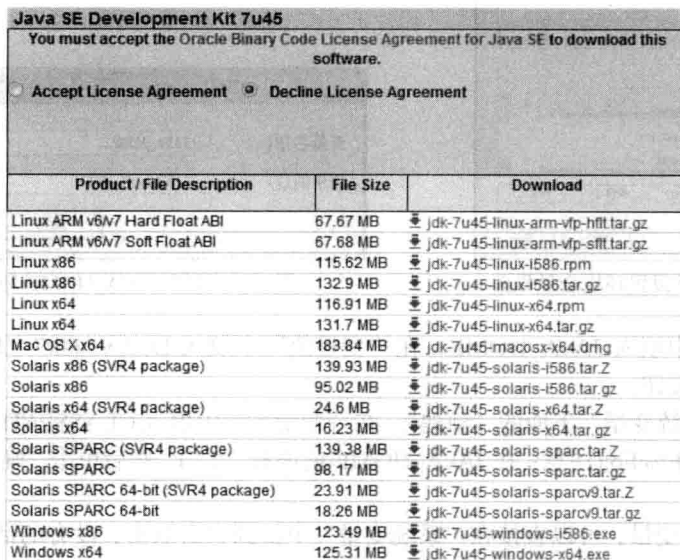 Java SE Development Kit 7u45
You must accept the Oracle Binary Code License Agreement for Java SE to download this
software.
Accept License Agreement Decline License Agreement
Product / File Description File Size Download
Linux ARM v6/v7 Hard Float ABI 67.67 MB jdk-7u45-linux-arm-vfp-hflt.tar.gz
Linux ARM v6/v7 Soft Float ABI 67.68 MB jdk-7u45-linux-arm-vfp-sflt.tar.gz
Linux x86 115.62 MB jdk-7u45-linux-i586.rpm
Linux x86 132.9 MB jdk-7u45-linux-i586.tar.gz
Linux x64 116.91 MB jdk-7u45-linux-x64.rpm
Linux x64 131.7 MB jdk-7u45-linux-x64.tar.gz
Mac OS X x64 183.84 MB jdk-7u45-macosx-x64.dmg
Solaris x86 (SVR4 package) 139.93 MB jdk-7u45-solaris-i586.tar.Z
Solaris x86 95.02 MB jdk-7u45-solaris-i586.tar.gz
Solaris x64 (SVR4 package) 24.6 MB jdk-7u45-solaris-x64.tar.Z
Solaris x64 16.23 MB jdk-7u45-solaris-x64.tar.gz
Solaris SPARC (SVR4 package) 139.38 MB jdk-7u45-solaris-sparc.tar.Z
Solaris SPARC 98.17 MB jdk-7u45-solaris-sparc.tar.gz
Solaris SPARC 64-bit (SVR4 package) 23.91 MB jdk-7u45-solaris-sparcv9.tar.Z
Solaris SPARC 64-bit 18.26 MB jdk-7u45-solaris-sparcv9.tar.gz
Windows x86 123.49 MB jdk-7u45-windows-i586.exe
Windows x64 125.31 MB jdk-7u45-windows-x64.exe